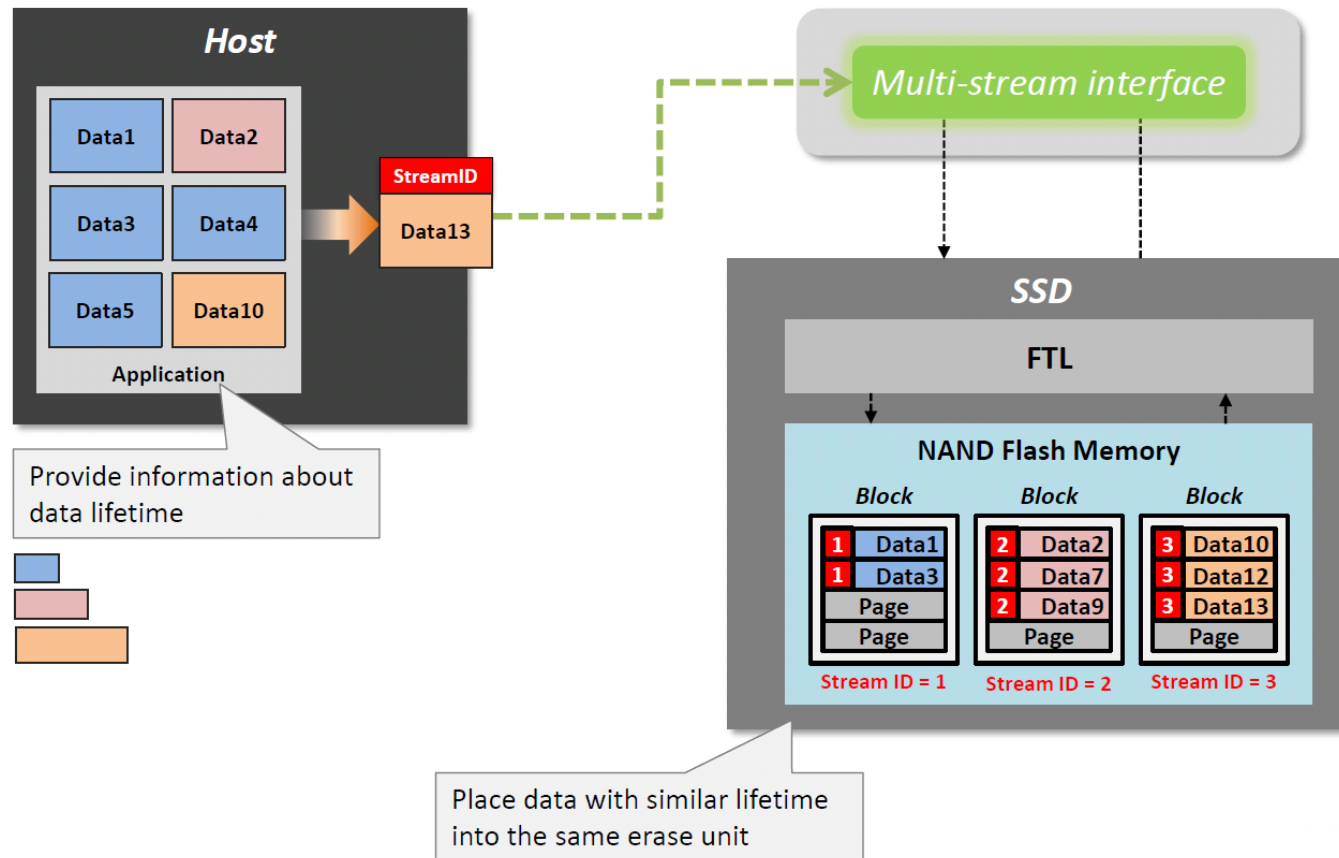 Host
Data1
Data2
Data3
Data4
Data5
Data10
Application
StreamID
Data13
Provide information about
data lifetime
Multi-stream interface
SSD
FTL
NAND Flash Memory
Block
1 Data1
1 Data3
Page
Page
Stream ID = 1
Block
2 Data2
2 Data7
2 Data9
Page
Stream ID = 2
Block
3 Data10
3 Data12
3 Data13
Page
Stream ID = 3
Place data with similar lifetime
into the same erase unit